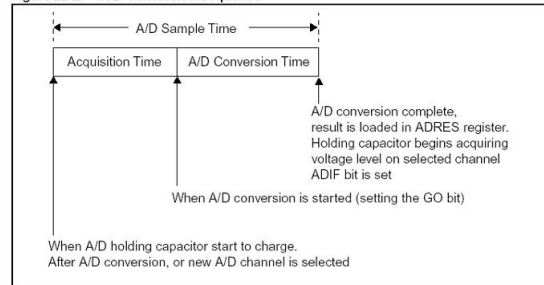 A/D Sample Time
Acquisition Time
A/D Conversion Time
A/D conversion complete,
result is loaded in ADRES register.
Holding capacitor begins acquiring
voltage level on selected channel
ADIF bit is set
When A/D conversion is started (setting the GO bit)
When A/D holding capacitor start to charge.
After A/D conversion, or new A/D channel is selected